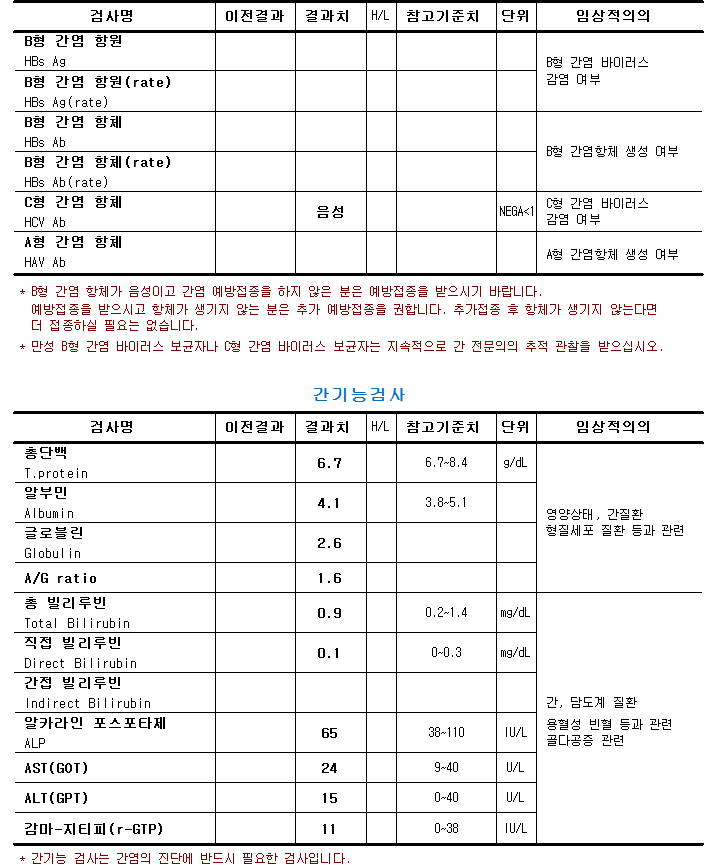 검사명 이전결과 결과치 H/L 참고기준치 단위 임상적의의
B형 간염 항원
HBs Ag
B형 간염 바이러스
감염 여부
B형 간염 항원(rate)
HBs Ag(rate)
B형 간염 항체
HBs Ab
B형 간염항체 생성 여부
B형 간염 항체(rate)
HBs Ab(rate)
C형 간염 항체
HCV Ab
음성 NEGA<1
C형 간염 바이러스
감염 여부
A형 간염 항체
HAV Ab
A형 간염항체 생성 여부
* B형 간염 항체가 음성이고 간염 예방접종을 하지 않은 분은 예방접종을 받으시기 바랍니다.
예방접종을 받으시고 항체가 생기지 않는 분은 추가 예방접종을 권합니다. 추가접종 후 항체가 생기지 않는다면
더 접종하실 필요는 없습니다.
* 만성 B형 간염 바이러스 보균자나 C형 간염 바이러스 보균자는 지속적으로 간 전문의의 추적 관찰을 받으십시오.
간기능검사
검사명 이전결과 결과치 H/L 참고기준치 단위 임상적의의
총단백
T.protein
6.7 6.7~8.4 g/dL
알부민
Albumin
4.1 3.8~5.1
영양상태, 간질환
형질세포 질환 등과 관련
글로블린
Globulin
2.6
A/G ratio 1.6
총 빌리루빈
Total Bilirubin
0.9 0.2~1.4 mg/dL
직접 빌리루빈
Direct Bilirubin
0.1 0~0.3 mg/dL
간접 빌리루빈
Indirect Bilirubin
간, 담도계 질환
용혈성 빈혈 등과 관련
골다공증 관련
알카라인 포스포타제
ALP
65 38~110 IU/L
AST(GOT) 24 9~40 U/L
ALT(GPT) 15 0~40 U/L
감마-지티피(r-GTP) 11 0~38 IU/L
* 간기능 검사는 간염의 진단에 반드시 필요한 검사입니다.